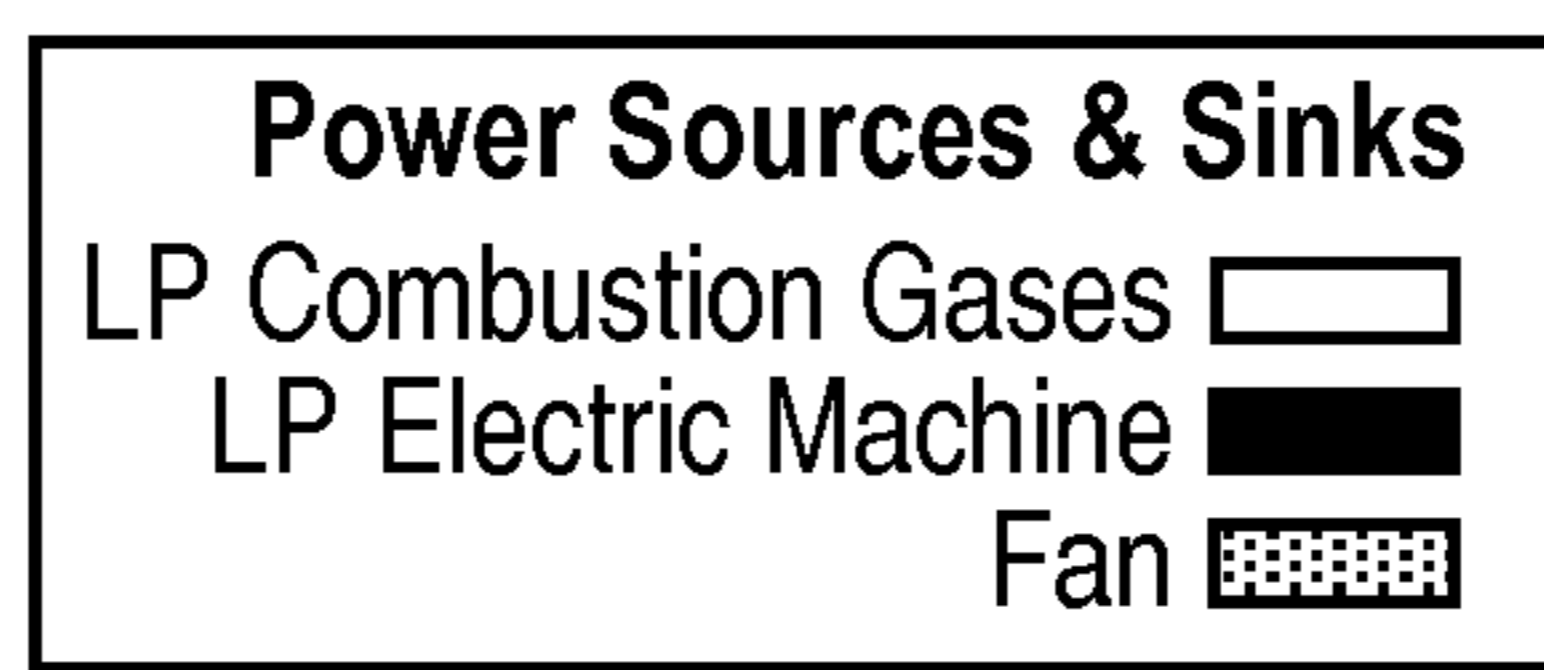 Power Sources & Sinks
LP Combustion Gases
LP Electric Machine
Fan